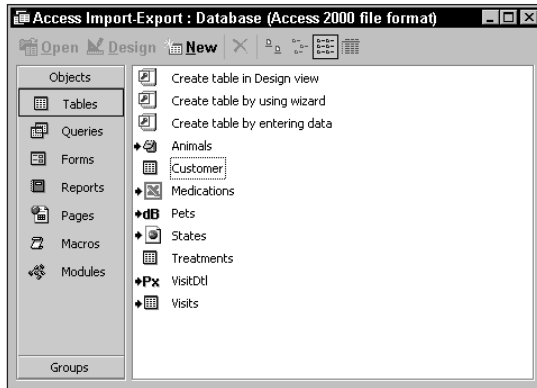 Access Import-Export : Database (Access 2000 file format)
Open Design New
Objects
Tables
Queries
Forms
Reports
Pages
Macros
Modules
Groups
Create table in Design view
Create table by using wizard
Create table by entering data
Animals
Customer
Medications
dB Pets
States
Treatments
Px VisitDtl
Visits